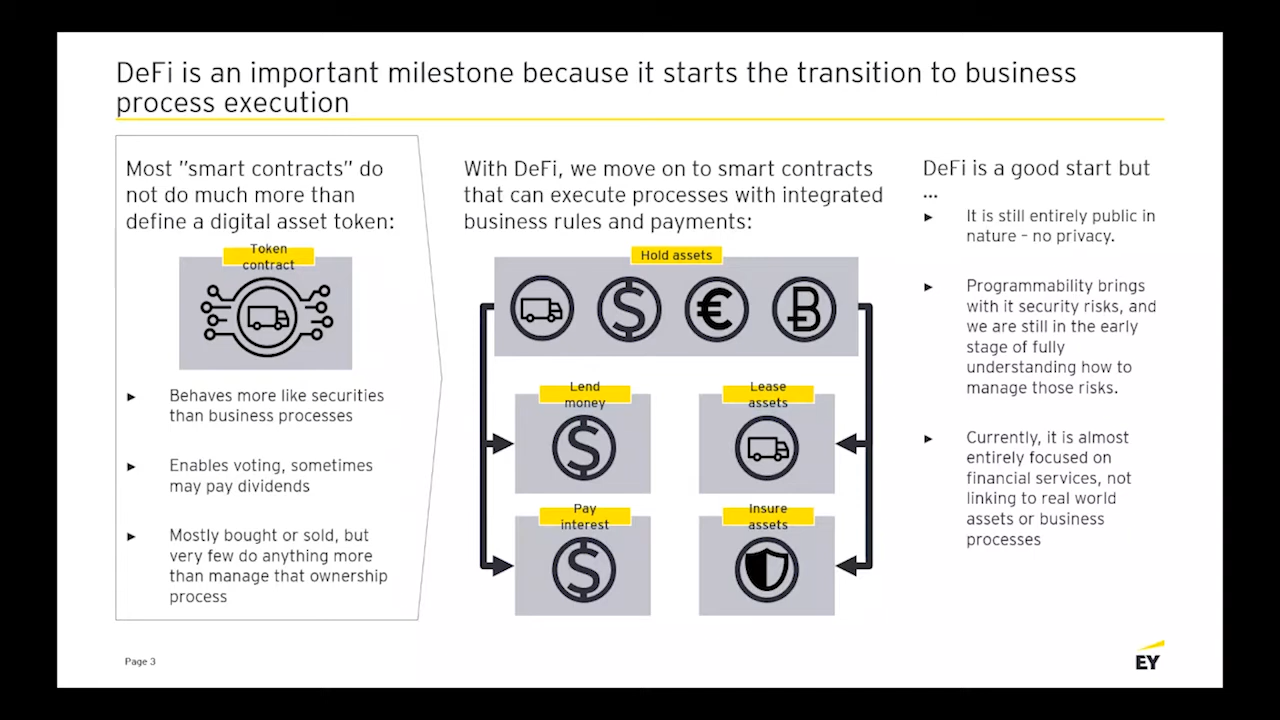 DeFi is an important milestone because it starts the transition to business
process execution
Most ”smart contracts” do
not do much more than
define a digital asset token:
Token
contract
► Behaves more like securities
than business processes
► Enables voting, sometimes
may pay dividends
► Mostly bought or sold, but
very few do anything more
than manage that ownership
process
With DeFi, we move on to smart contracts
that can execute processes with integrated
business rules and payments:
Hold assets
Lend
money
Lease
assets
Pay
interest
Insure
assets
DeFi is a good start but
...
► It is still entirely public in
nature – no privacy.
► Programmability brings
with it security risks, and
we are still in the early
stage of fully
understanding how to
manage those risks.
► Currently, it is almost
entirely focused on
financial services, not
linking to real world
assets or business
processes
Page 3
EY